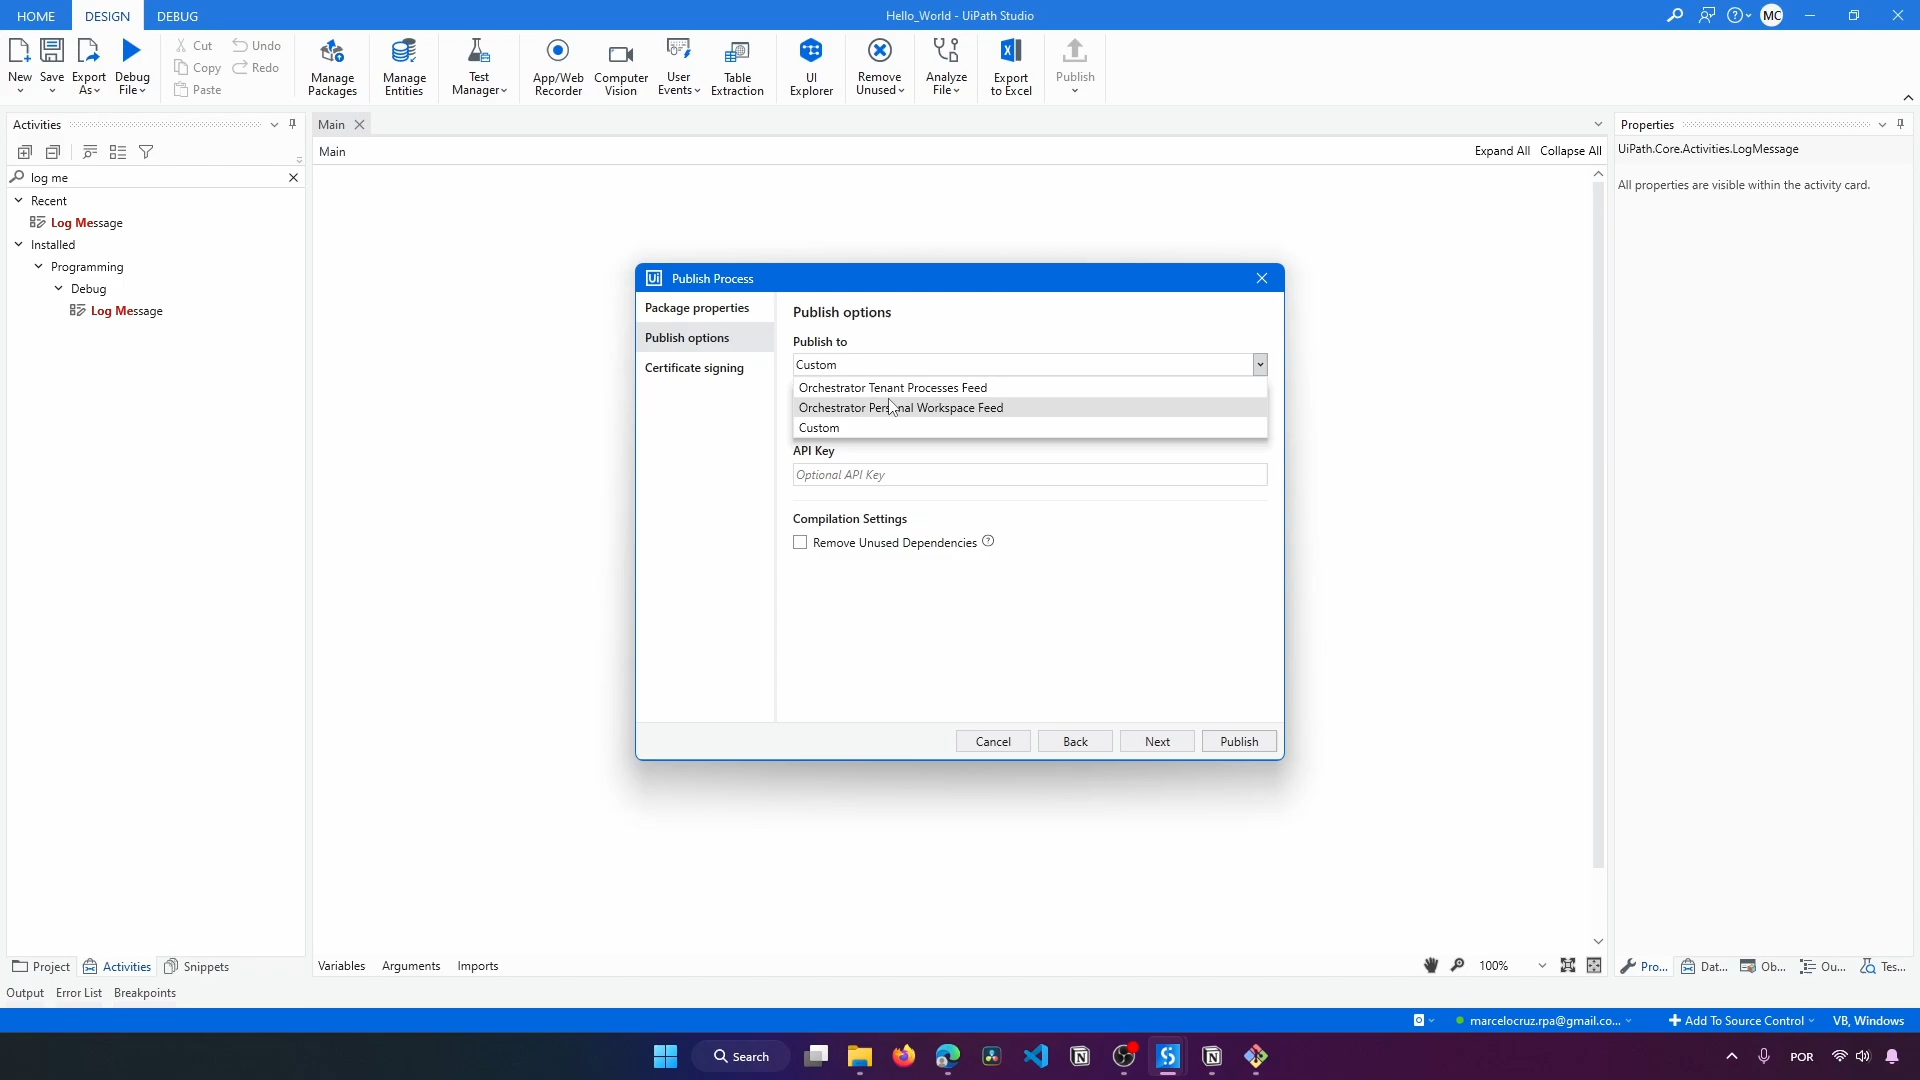 HOME
DESIGN
DEBUG
Hello_World - UiPath Studio
MC
New
Save
Export As
Debug File
Cut
Copy
Paste
Undo
Redo
Manage Packages
Manage Entities
Test Manager
App/Web Recorder
Computer Vision
User Events
Table Extraction
UI Explorer
Remove Unused
Analyze File
Export to Excel
Publish
Activities
log me
Recent
Log Message
Installed
Programming
Debug
Log Message
Main
Main
Expand All
Collapse All
Properties
UiPath.Core.Activities.LogMessage
All properties are visible within the activity card.
Ui
Publish Process
Package properties
Publish options
Certificate signing
Publish options
Publish to
Custom
Orchestrator Tenant Processes Feed
Orchestrator Personal Workspace Feed
Custom
API Key
Optional API Key
Compilation Settings
Remove Unused Dependencies
Cancel
Back
Next
Publish
Project
Activities
Snippets
Variables
Arguments
Imports
100%
Pro...
Dat...
Ob...
Ou...
Tes...
Output
Error List
Breakpoints
marcelocruz.rpa@gmail.co...
Add To Source Control
VB, Windows
Search
POR